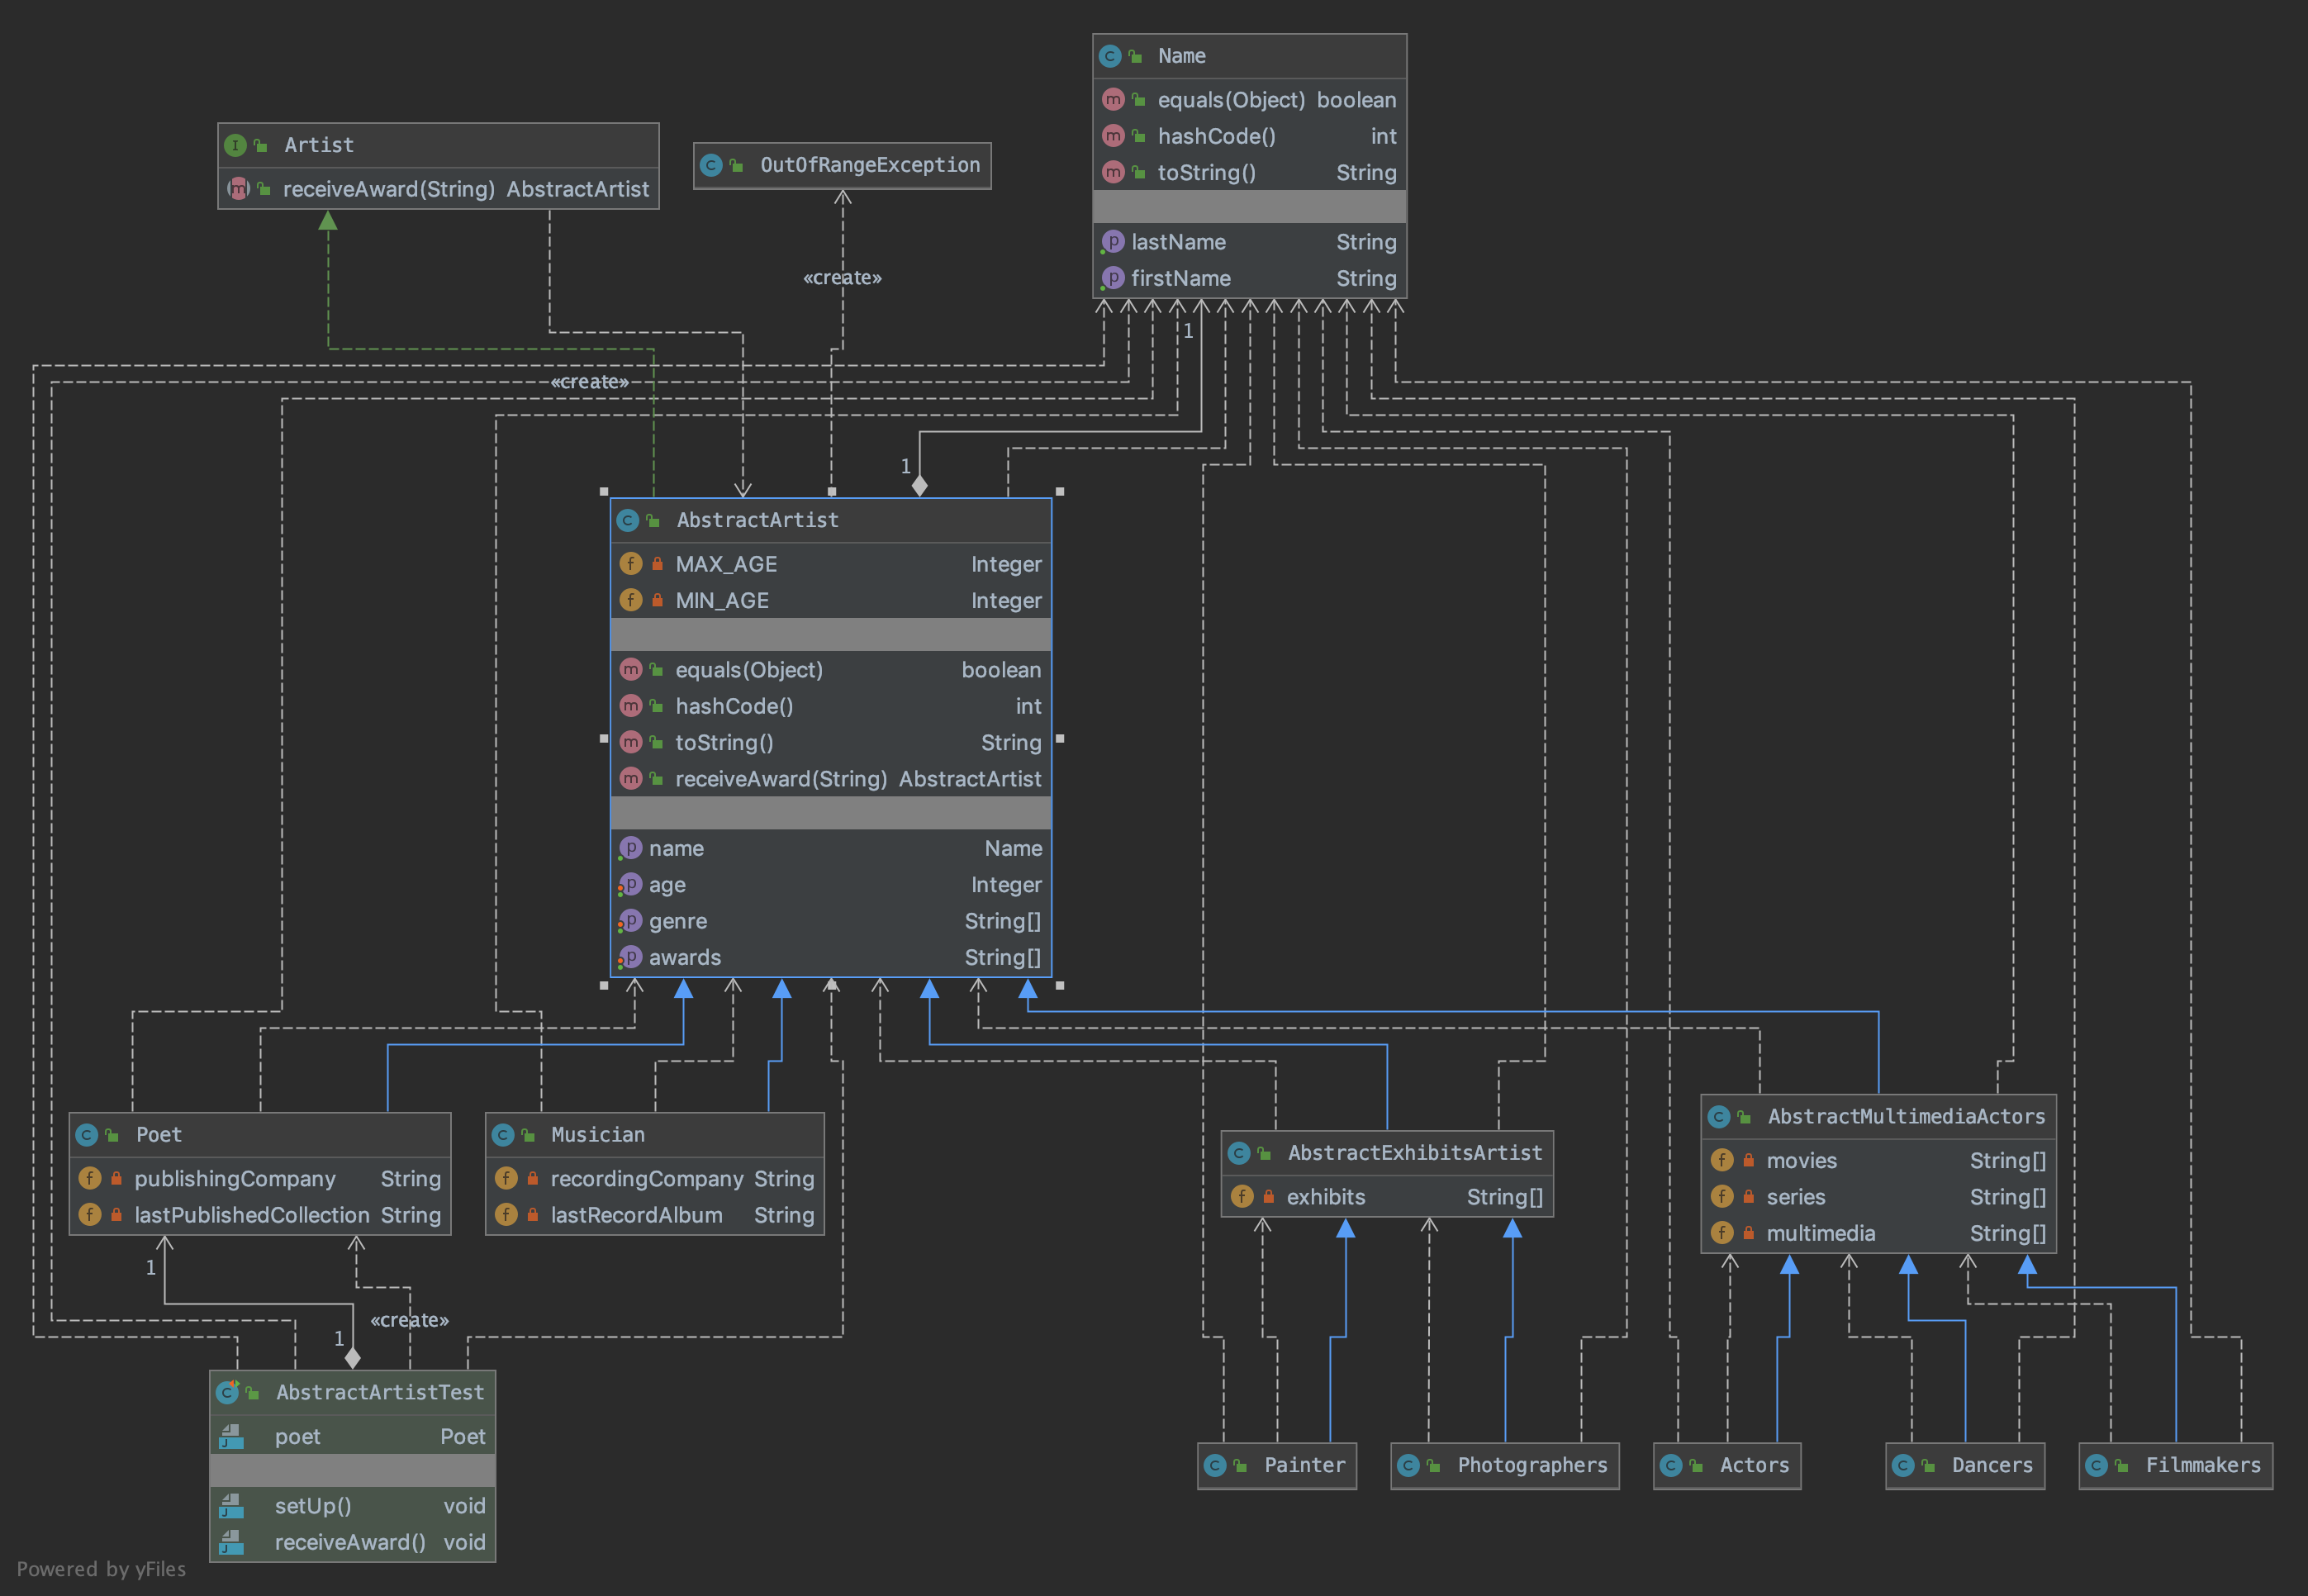 Name
equals(Object) boolean
hashCode() int
toString() String
lastName String
firstName String
Artist
receiveAward(String) AbstractArtist
OutOfRangeException
«create»
1
«create»
1
AbstractArtist
MAX_AGE Integer
MIN_AGE Integer
equals(Object) boolean
hashCode() int
toString() String
receiveAward(String) AbstractArtist
name Name
age Integer
genre String[]
awards String[]
Poet
publishingCompany String
lastPublishedCollection String
Musician
recordingCompany String
lastRecordAlbum String
AbstractExhibitsArtist
exhibits String[]
AbstractMultimediaActors
movies String[]
series String[]
multimedia String[]
1
«create»
1
AbstractArtistTest
poet Poet
setUp() void
receiveAward() void
Painter
Photographers
Actors
Dancers
Filmmakers
Powered by yFiles